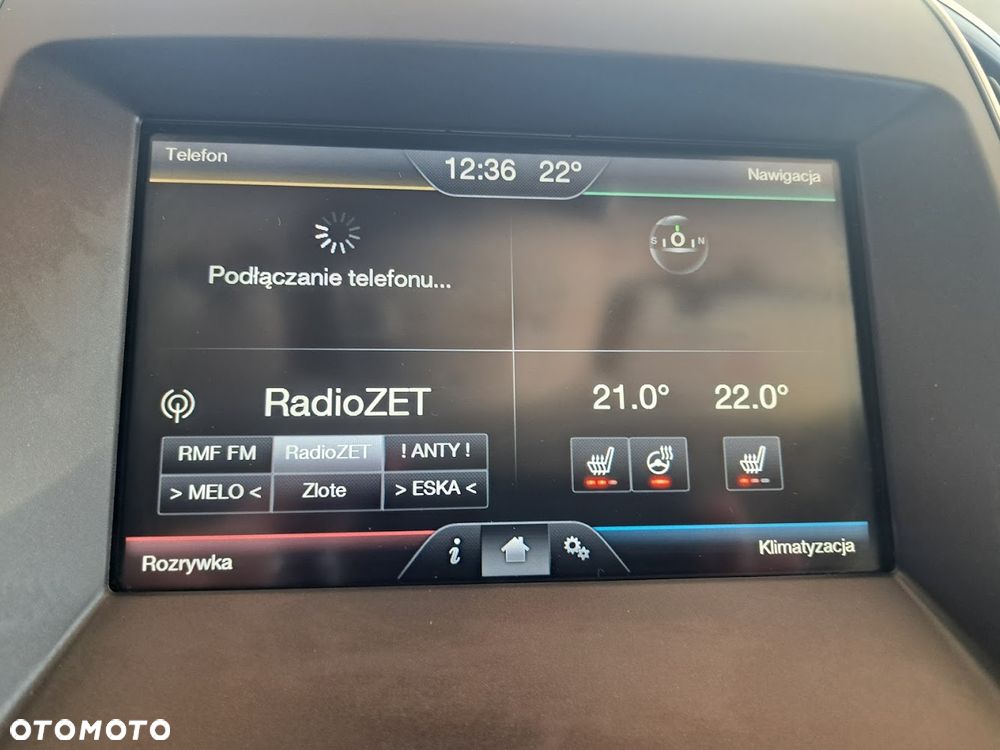 Telefon
12:36 22°
Nawigacja
S O N
Podłączanie telefonu...
RadioZET
21.0° 22.0°
RMF FM RadioZET ! ANTY !
> MELO < Zlote > ESKA <
Rozrywka
i
Klimatyzacja
OTOMOTO